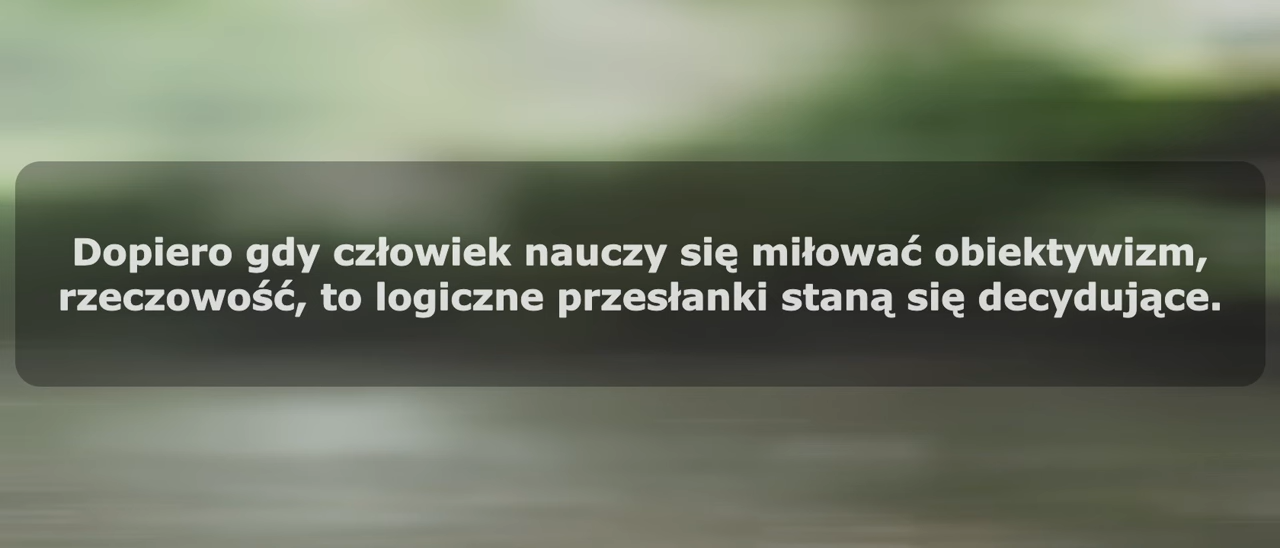 Dopiero gdy człowiek nauczy się miłować obiektywizm,
rzeczowość, to logiczne przesłanki staną się decydujące.